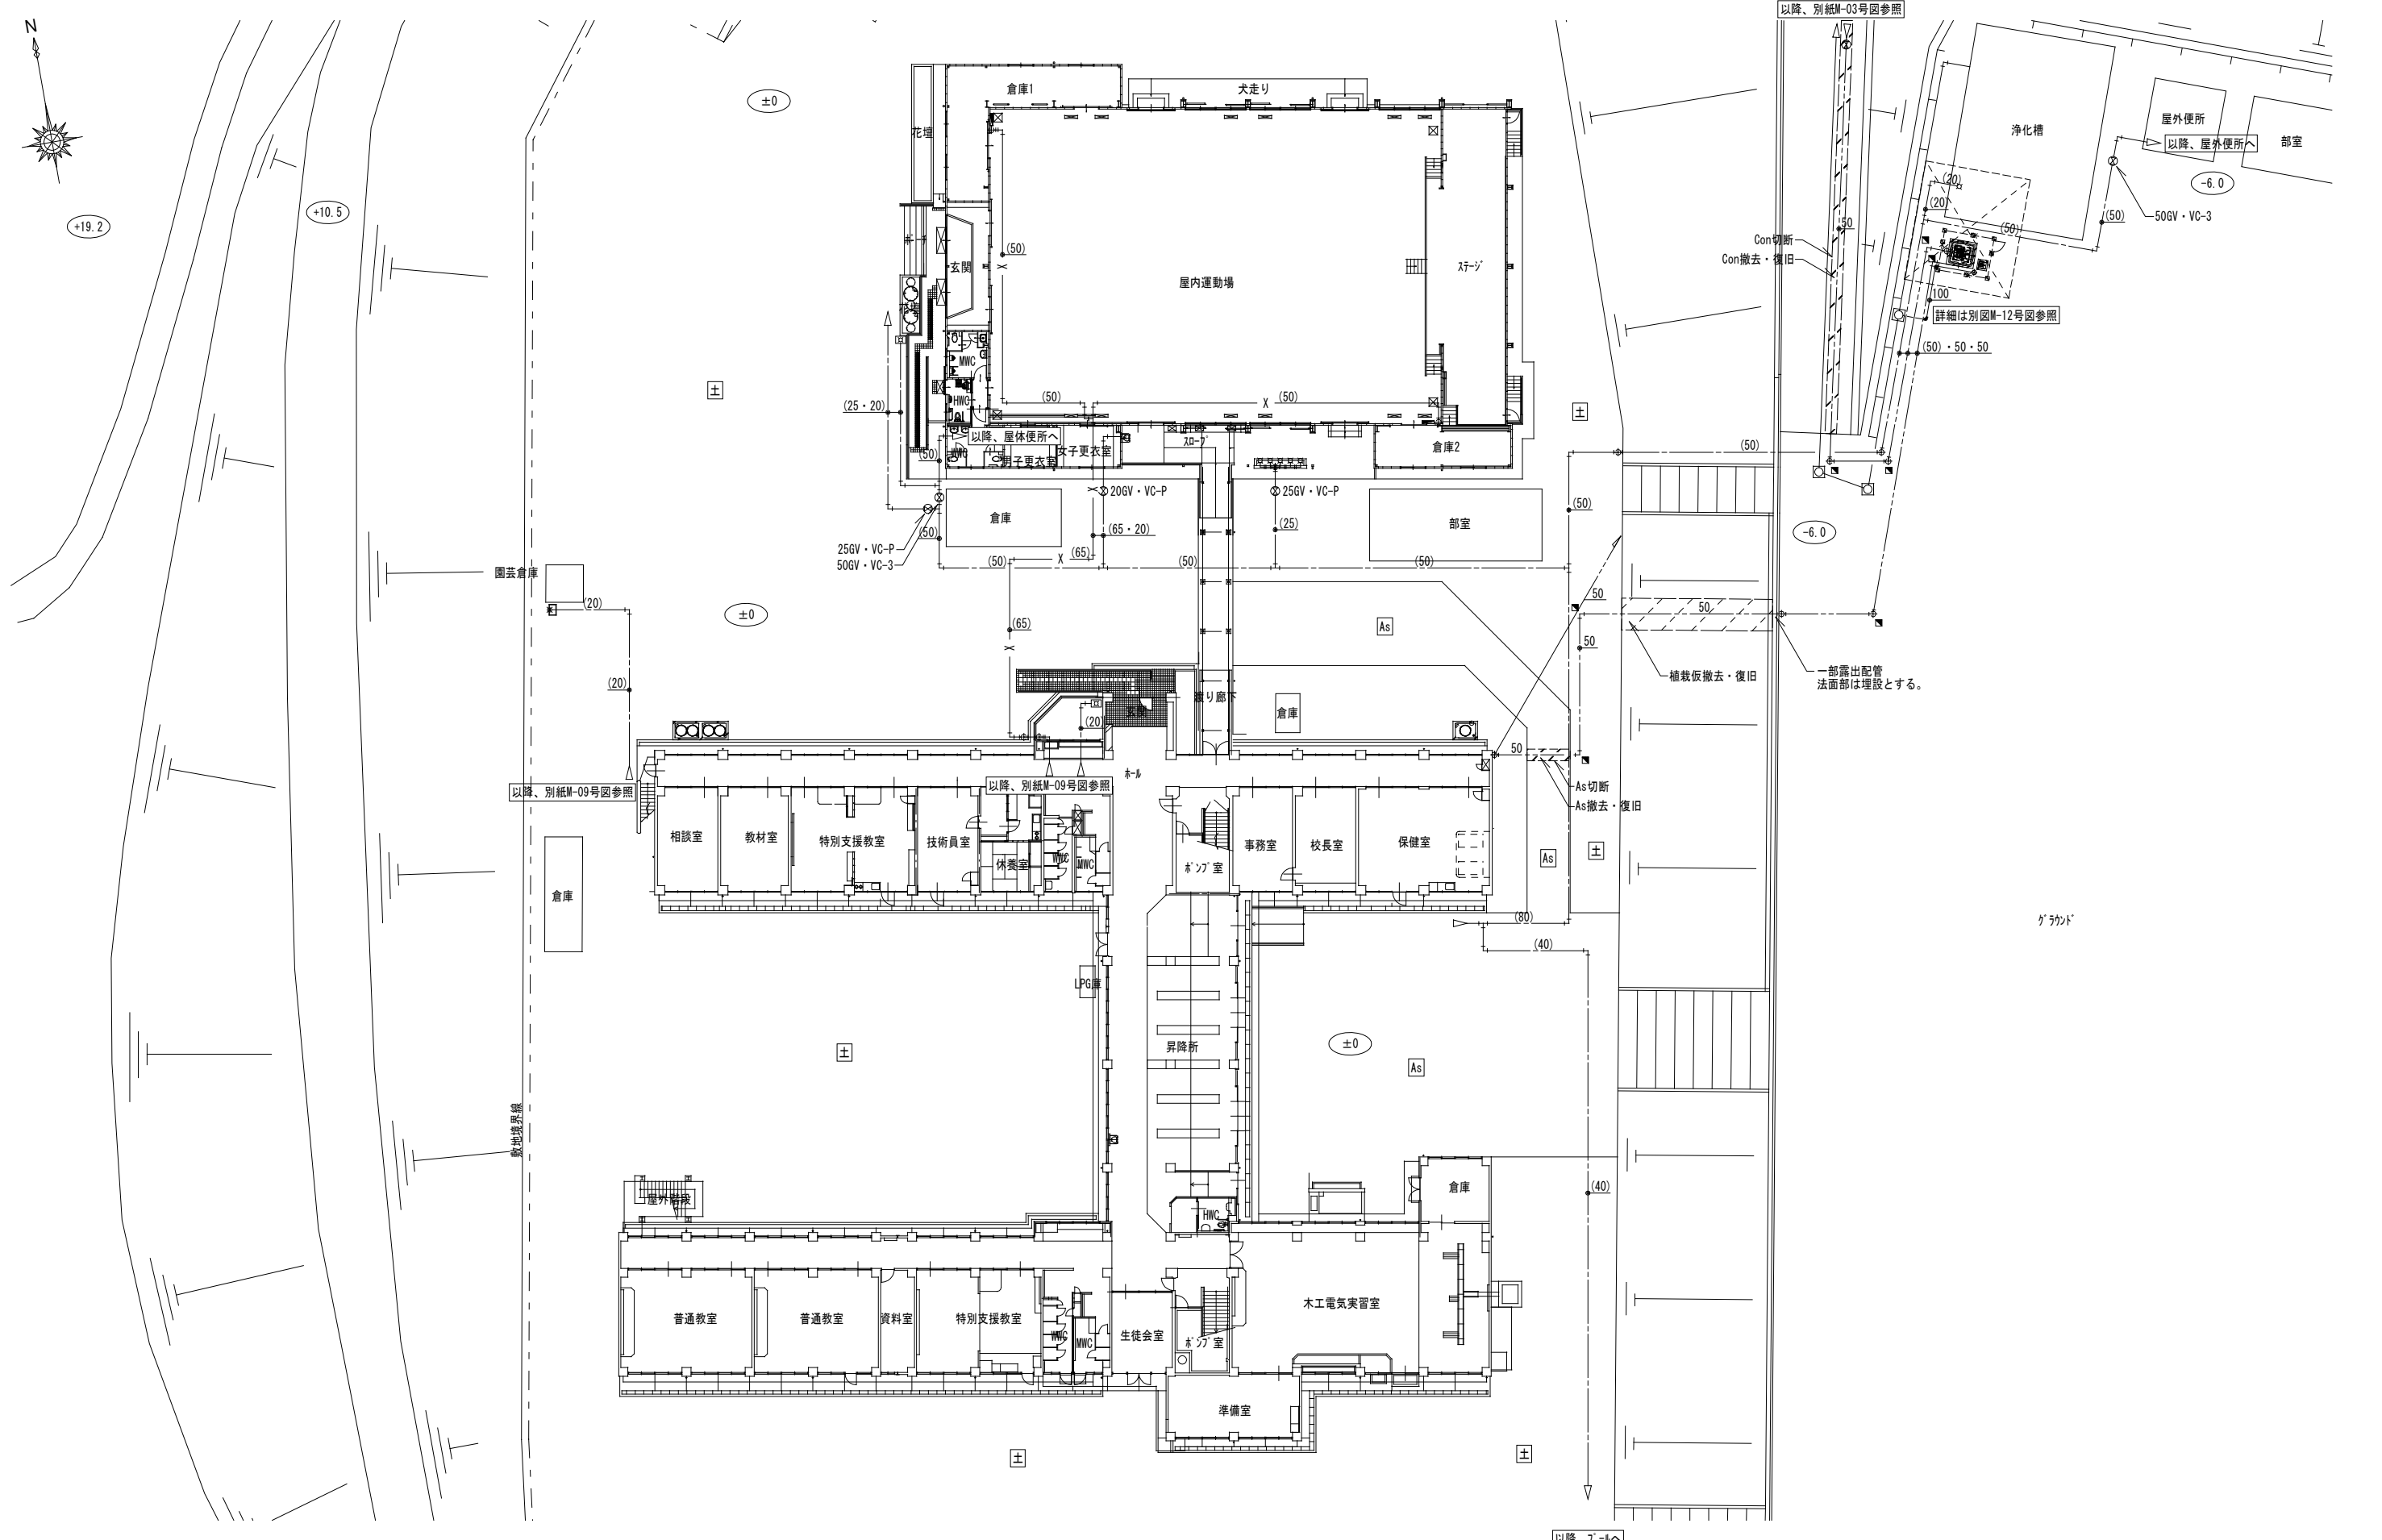 以降、別紙M-03号図参照
N
±0
倉庫1
犬走り
浄化槽
屋外便所
部室
以降、屋外便所へ
花壇
(20)
-6.0
+19.2
+10.5
(20)
(50)
50GV・VC-3
50
(50)
Con切断
Con撤去・復旧
(50)
玄関
ｽﾃｰｼﾞ
屋内運動場
100
詳細は別図M-12号図参照
(50)・50・50
MWC
土
HWC
(50)
X
(50)
(25・20)
土
以降、屋体便所へ
ｽﾛｰﾌﾟ
倉庫2
(50)
(50)
WWC
男子更衣室
女子更衣室
20GV・VC-P
25GV・VC-P
(50)
倉庫
部室
(65・20)
(25)
(50)
-6.0
25GV・VC-P
50GV・VC-3
(65)
X
(50)
(50)
(50)
園芸倉庫
(20)
50
50
±0
(65)
As
50
一部露出配管
法面部は埋設とする。
植栽仮撤去・復旧
(20)
渡り廊下
玄関
倉庫
(20)
50
ﾎｰﾙ
以降、別紙M-09号図参照
以降、別紙M-09号図参照
As切断
As撤去・復旧
相談室
教材室
特別支援教室
技術員室
休養室
WWC
MWC
ﾎﾟﾝﾌﾟ室
事務室
校長室
保健室
As
土
倉庫
(80)
ｸﾞﾗｳﾝﾄﾞ
(40)
LPG庫
昇降所
±0
土
As
敷地境界線
屋外階段
倉庫
(40)
HWC
普通教室
普通教室
資料室
特別支援教室
WWC
MWC
生徒会室
ﾎﾟﾝﾌﾟ室
木工電気実習室
準備室
土
土
以降、ﾌﾟｰﾙへ